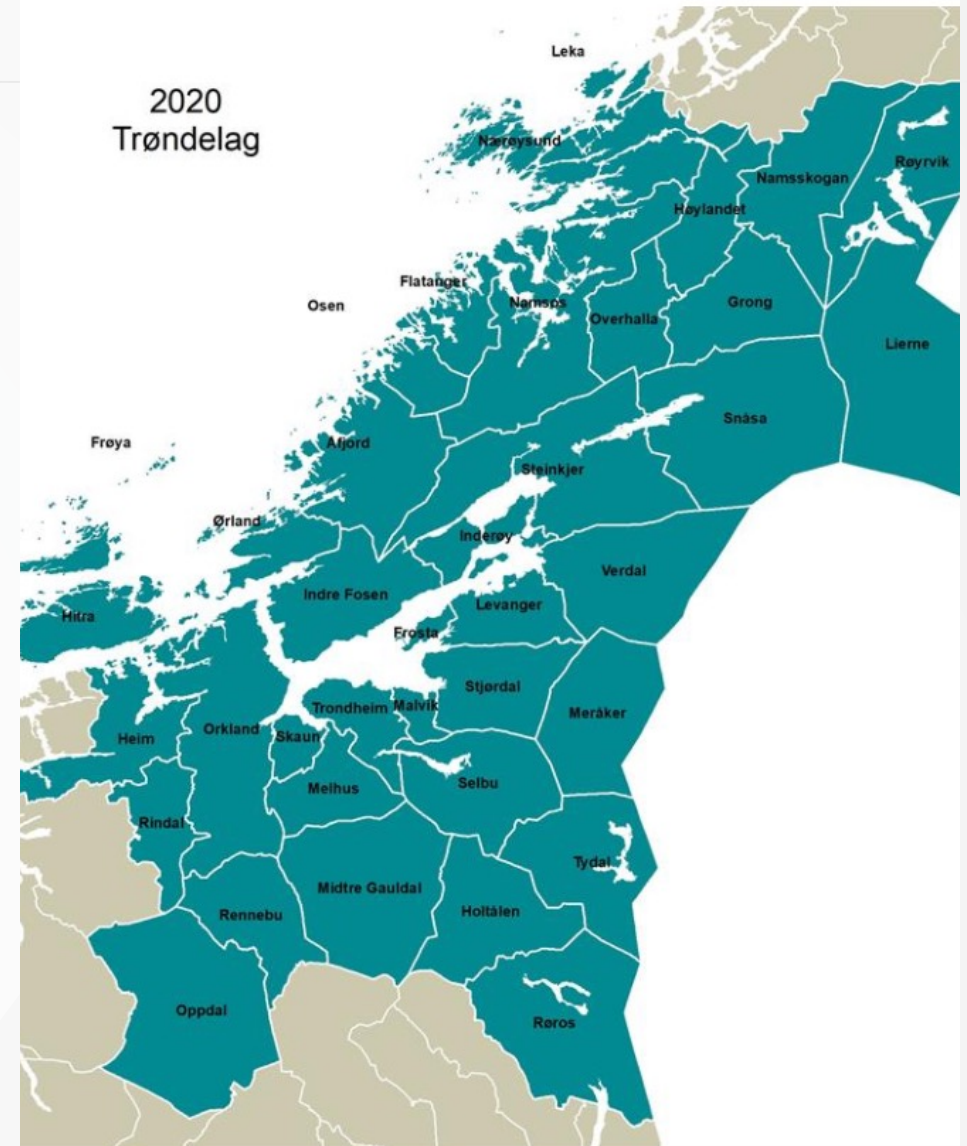 2020
Trøndelag
Leka
Nærøysund
Røyrvik
Namsskogan
Høylandet
Flatanger
Osen
Namsos
Grong
Overhalla
Lierne
Snåsa
Frøya
Åfjord
Steinkjer
Ørland
Inderøy
Verdal
Indre Fosen
Levanger
Hitra
Frosta
Stjørdal
Trondheim
Malvik
Meråker
Orkland
Skaun
Heim
Selbu
Melhus
Rindal
Tydal
Midtre Gauldal
Holtålen
Rennebu
Oppdal
Røros